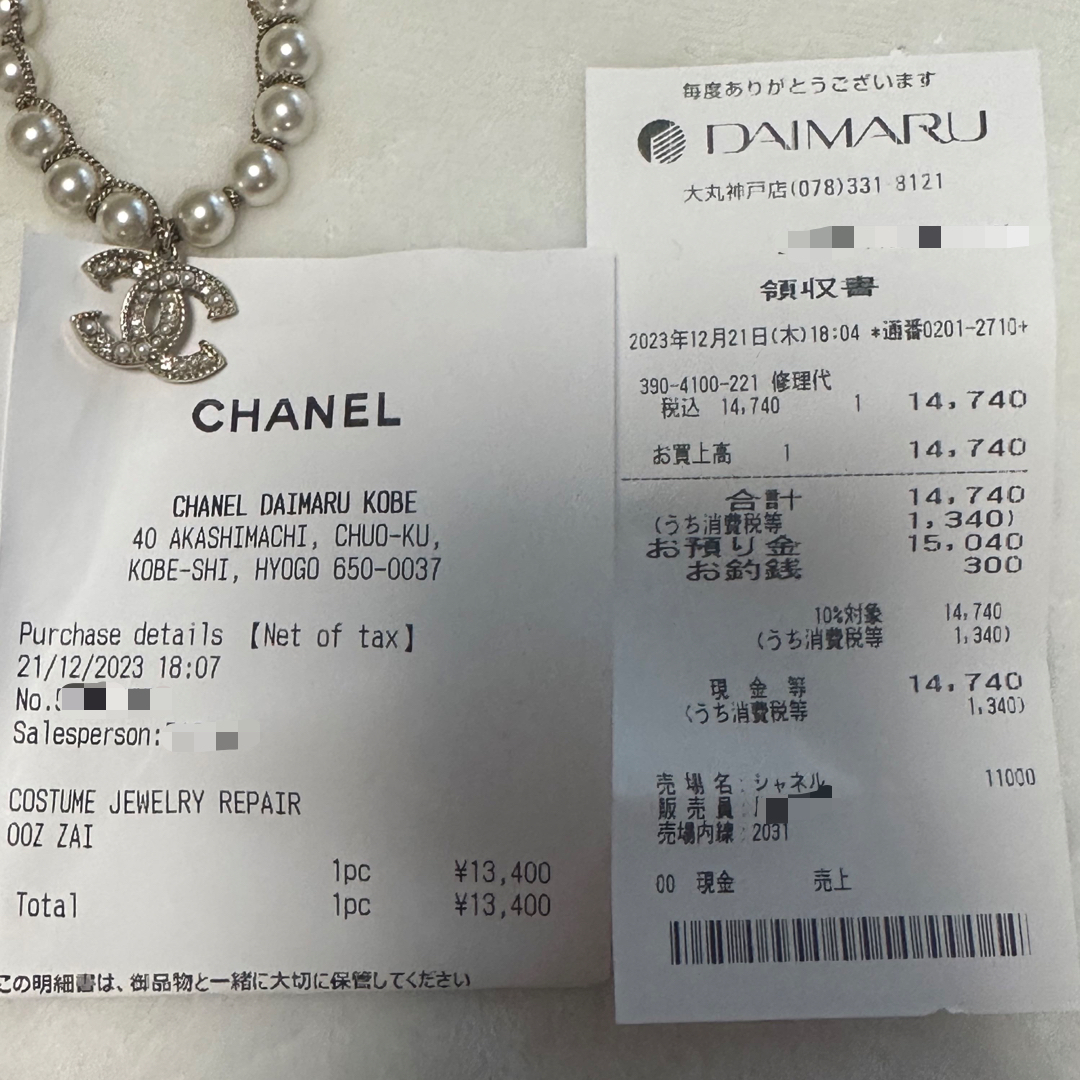 CHANEL
CHANEL DAIMARU KOBE
40 AKASHIMACHI, CHUO-KU,
KOBE-SHI, HYOGO 650-0037
Purchase details 【Net of tax】
21/12/2023 18:07
No.
Salesperson:
COSTUME JEWELRY REPAIR
00Z ZAI
1pc ¥13,400
Total 1pc ¥13,400
この明細書は、御品物と一緒に大切に保管してください
毎度ありがとうございます
DAIMARU
大丸神戸店(078)331-8121
領収書
2023年12月21日(木)18:04 *通番0201-2710+
390-4100-221 修理代
税込 14,740 1 14,740
お買上高 1 14,740
合計 14,740
(うち消費税等 1,340)
お預り金 15,040
お釣銭 300
10%対象 14,740
(うち消費税等 1,340)
現金等 14,740
(うち消費税等 1,340)
売場名:シャネル 11000
販売員:
売場内線:2031
00 現金 売上